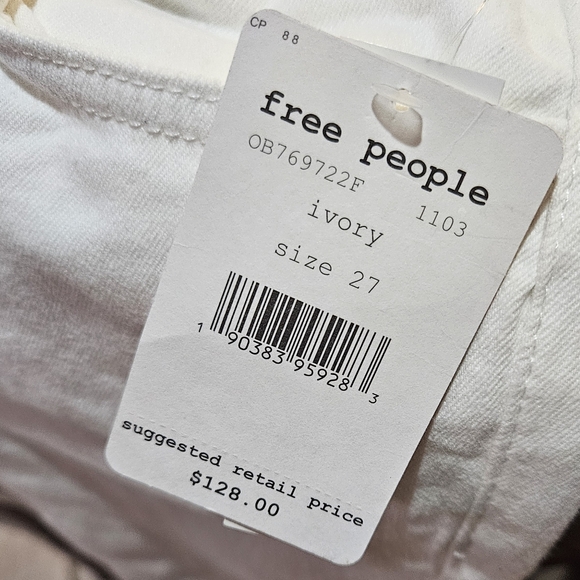 CP 88
free people
OB769722F 1103
ivory
size 27
1 90383 95928 3
suggested retail price
$128.00